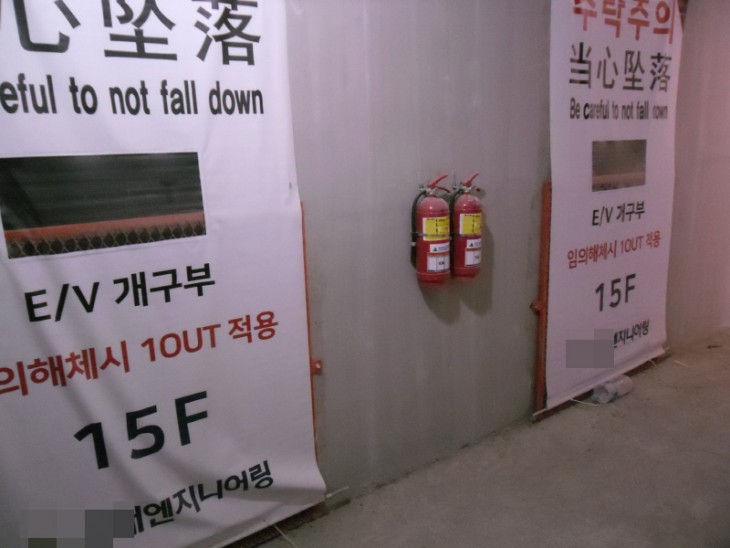 心坠落
eful to not fall down
E/V 개구부
의해체시 1OUT 적용
15F
엔지니어링
추락주의
当心坠落
Be careful to not fall down
E/V 개구부
임의해체시 1OUT 적용
15F
엔지니어링